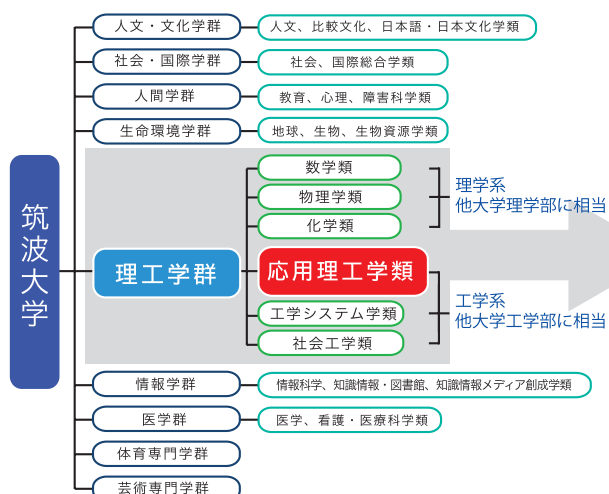 筑波大学
人文・文化学群
人文、比較文化、日本語・日本文化学類
社会・国際学群
社会、国際総合学類
人間学群
教育、心理、障害科学類
生命環境学群
地球、生物、生物資源学類
理工学群
数学類
物理学類
化学類
理学系
他大学理学部に相当
応用理工学類
工学システム学類
社会工学類
工学系
他大学工学部に相当
情報学群
情報科学、知識情報・図書館、知識情報メディア創成学類
医学群
医学、看護・医療科学類
体育専門学群
芸術専門学群